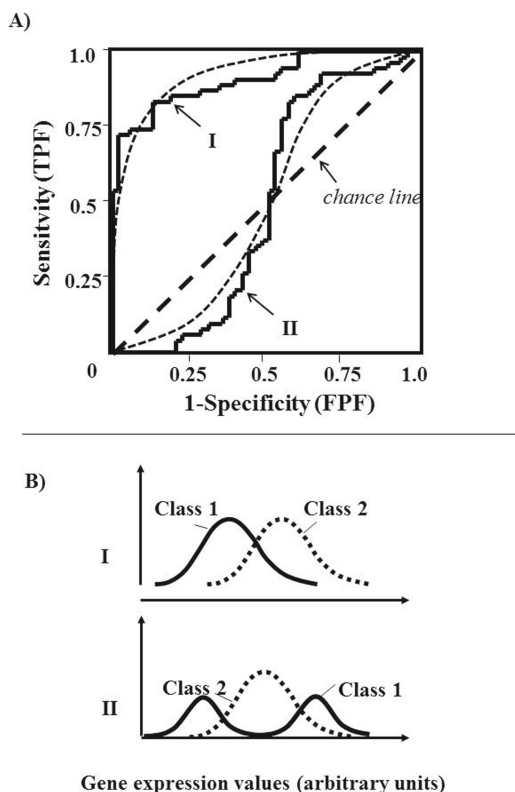 A)
1.0
0.75
0.5
0.25
0
Sensitvity (TPF)
I
chance line
II
0.25 0.5 0.75 1.0
1-Specificity (FPF)
B)
Class 1 Class 2
I
Class 2 Class 1
II
Gene expression values (arbitrary units)